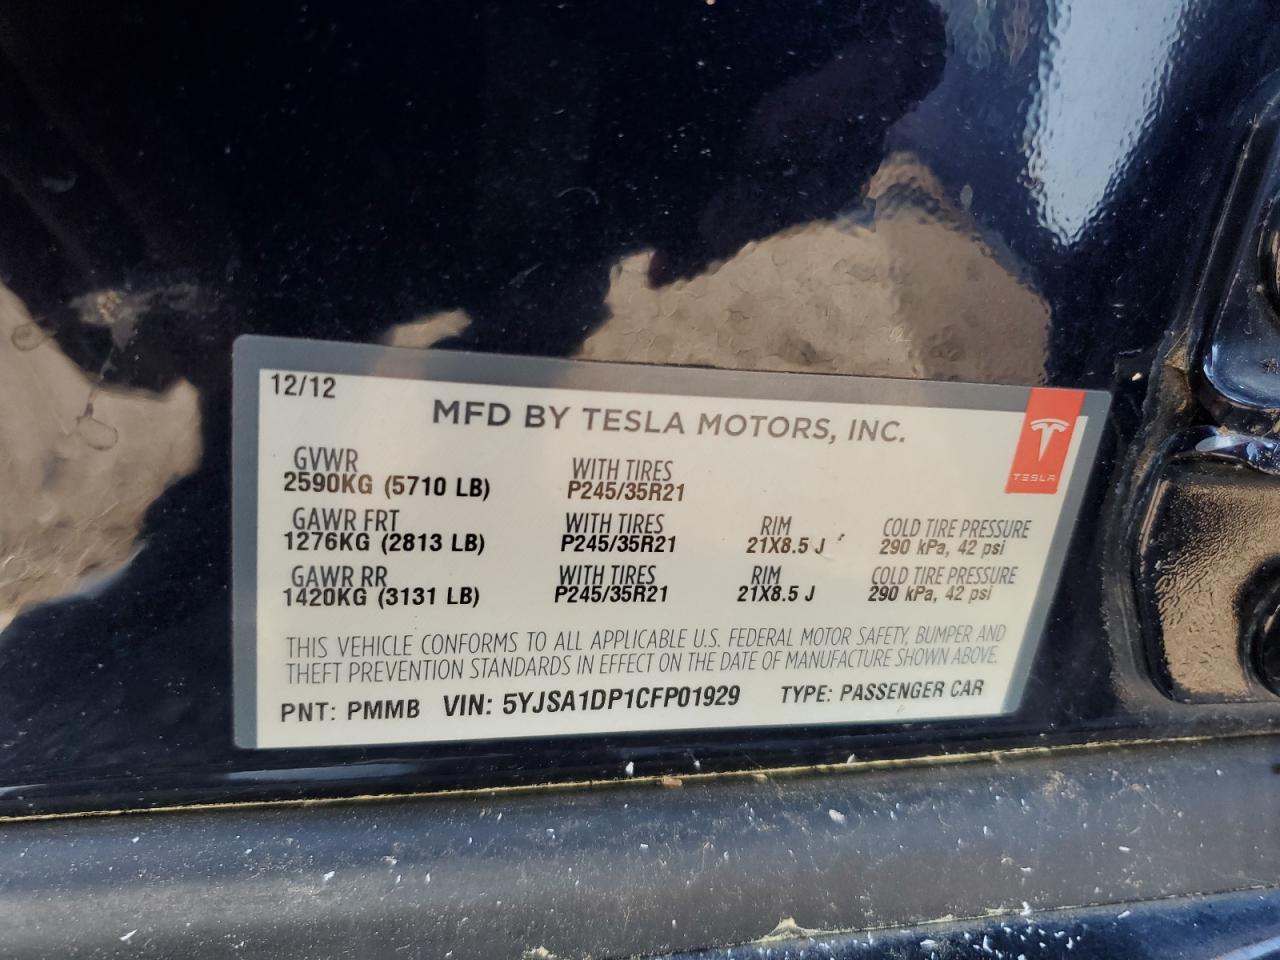 12/12
MFD BY TESLA MOTORS, INC.
TESLA
GVWR WITH TIRES
2590KG (5710 LB) P245/35R21
GAWR FRT WITH TIRES RIM COLD TIRE PRESSURE
1276KG (2813 LB) P245/35R21 21X8.5 J 290 kPa, 42 psi
GAWR RR WITH TIRES RIM COLD TIRE PRESSURE
1420KG (3131 LB) P245/35R21 21X8.5 J 290 kPa, 42 psi
THIS VEHICLE CONFORMS TO ALL APPLICABLE U.S. FEDERAL MOTOR SAFETY, BUMPER AND
THEFT PREVENTION STANDARDS IN EFFECT ON THE DATE OF MANUFACTURE SHOWN ABOVE.
PNT: PMMB VIN: 5YJSA1DP1CFP01929 TYPE: PASSENGER CAR